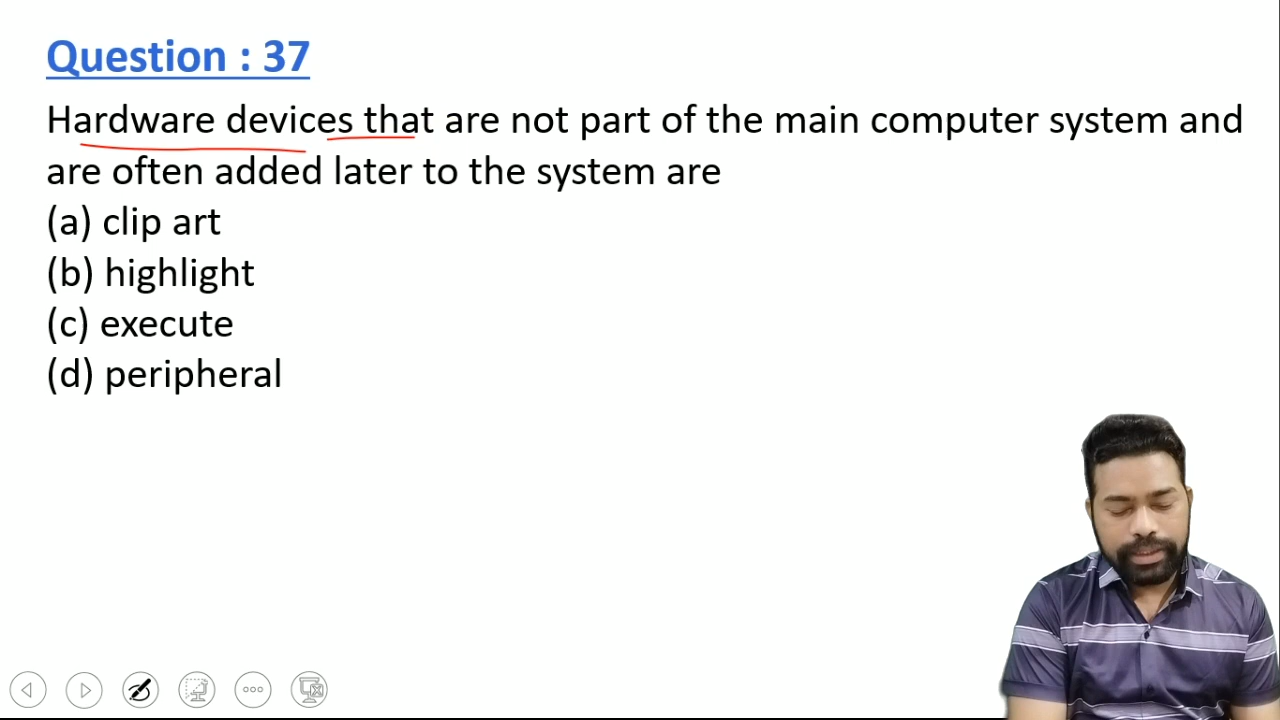 Question : 37
Hardware devices that are not part of the main computer system and
are often added later to the system are
(a) clip art
(b) highlight
(c) execute
(d) peripheral